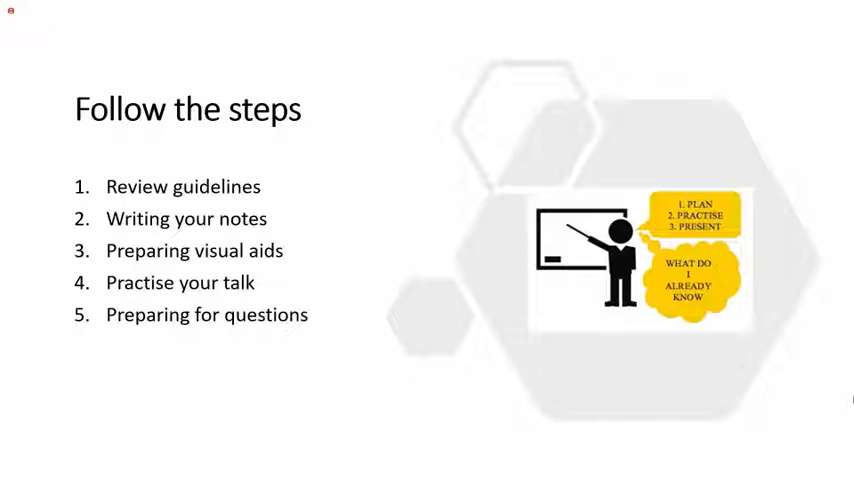 Follow the steps
1. Review guidelines
2. Writing your notes
3. Preparing visual aids
4. Practise your talk
5. Preparing for questions
1. PLAN
2. PRACTISE
3. PRESENT
WHAT DO
I
ALREADY
KNOW